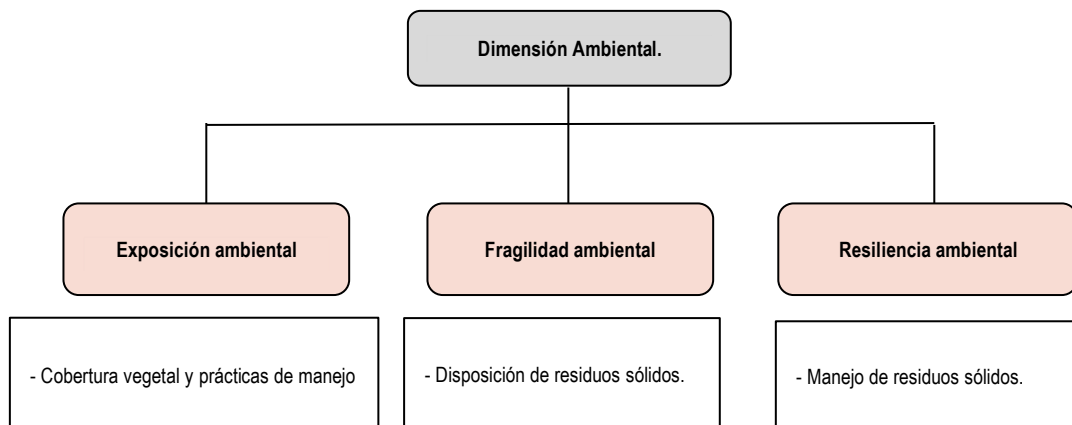 Dimensión Ambiental.
Exposición ambiental
Fragilidad ambiental
Resiliencia ambiental
- Cobertura vegetal y prácticas de manejo
- Disposición de residuos sólidos.
- Manejo de residuos sólidos.